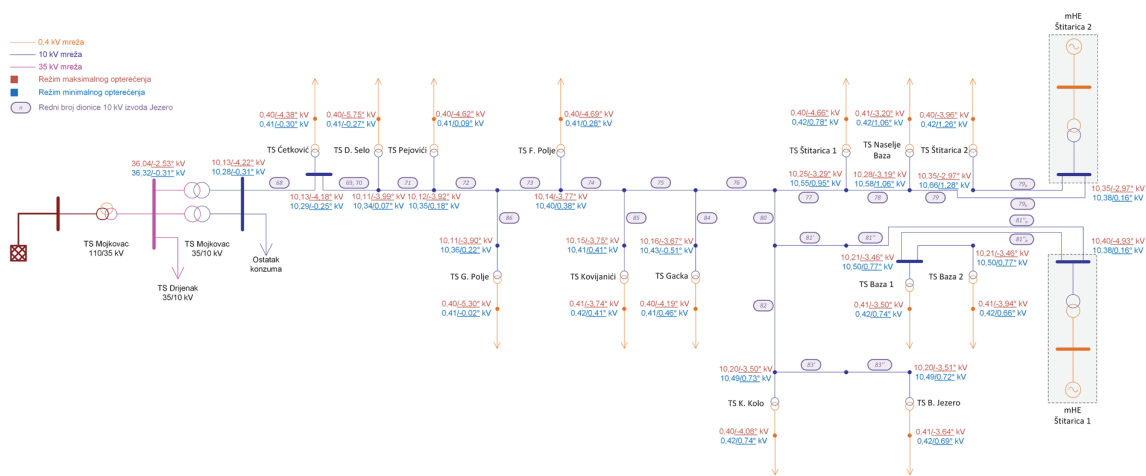 mHE
Štitarica 2
0,4 kV mreža
10 kV mreža
35 kV mreža
Režim maksimalnog opterećenja
Režim minimalnog opterećenja
n Redni broj dionice 10 kV izvoda Jezero
0,40/-4,38° kV
0,41/-0,30° kV
0,40/-5,75° kV
0,41/-0,27° kV
0,40/-4,62° kV
0,41/0,09° kV
0,40/-4,69° kV
0,41/0,28° kV
0,40/-4,66° kV
0,42/0,78° kV
0,41/-3,20° kV
0,42/1,06° kV
0,40/-3,96° kV
0,42/1,26° kV
TS Ćetković
TS D. Selo
TS Pejovići
TS F. Polje
TS Štitarica 1
TS Naselje
Baza
TS Štitarica 2
36,04/-2,53° kV
36,32/-0,31° kV
10,13/-4,22° kV
10,28/-0,31° kV
68
10,13/-4,18° kV
10,29/-0,25° kV
69, 70
10,11/-3,99° kV
10,34/0,07° kV
71
10,12/-3,92° kV
10,35/0,18° kV
72
73
10,14/-3,77° kV
10,40/0,38° kV
74
75
76
10,25/-3,29° kV
10,55/0,95° kV
77
10,28/-3,19° kV
10,58/1,06° kV
78
10,35/-2,97° kV
10,66/1,28° kV
79
79
79
10,35/-2,97° kV
10,38/0,16° kV
86
85
84
80
81'
81''
81''
81''
10,40/-4,93° kV
10,38/0,16° kV
TS Mojkovac
110/35 kV
TS Mojkovac
35/10 kV
Ostatak
konzuma
TS Drijenak
35/10 kV
10,11/-3,90° kV
10,36/0,22° kV
10,15/-3,75° kV
10,41/0,41° kV
10,16/-3,67° kV
10,43/-0,51° kV
10,21/-3,46° kV
10,50/0,77° kV
10,21/-3,46° kV
10,50/0,77° kV
TS G. Polje
TS Kovijanići
TS Gacka
TS Baza 1
TS Baza 2
0,40/-5,30° kV
0,41/-0,02° kV
0,41/-3,74° kV
0,42/0,41° kV
0,40/-4,19° kV
0,41/0,46° kV
82
0,41/-3,50° kV
0,42/0,74° kV
0,41/-3,94° kV
0,42/0,66° kV
10,20/-3,50° kV
10,49/0,73° kV
83'
83''
10,20/-3,51° kV
10,49/0,72° kV
TS K. Kolo
TS B. Jezero
0,40/-4,08° kV
0,42/0,74° kV
0,41/-3,64° kV
0,42/0,69° kV
mHE
Štitarica 1